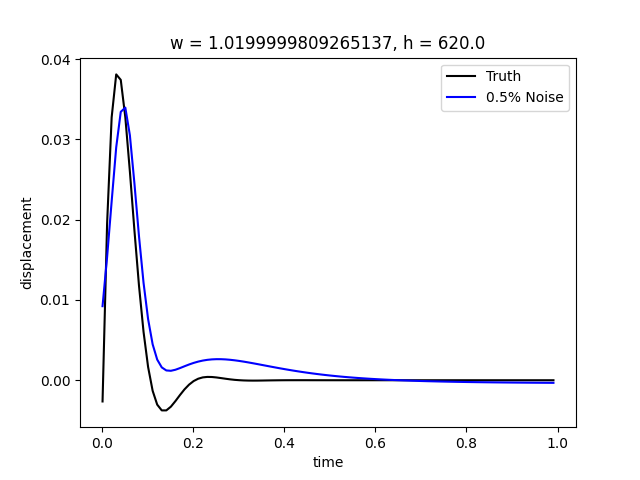 w = 1.0199999809265137, h = 620.0
Truth
0.5% Noise
displacement
0.04
0.03
0.02
0.01
0.00
0.0 0.2 0.4 0.6 0.8 1.0
time